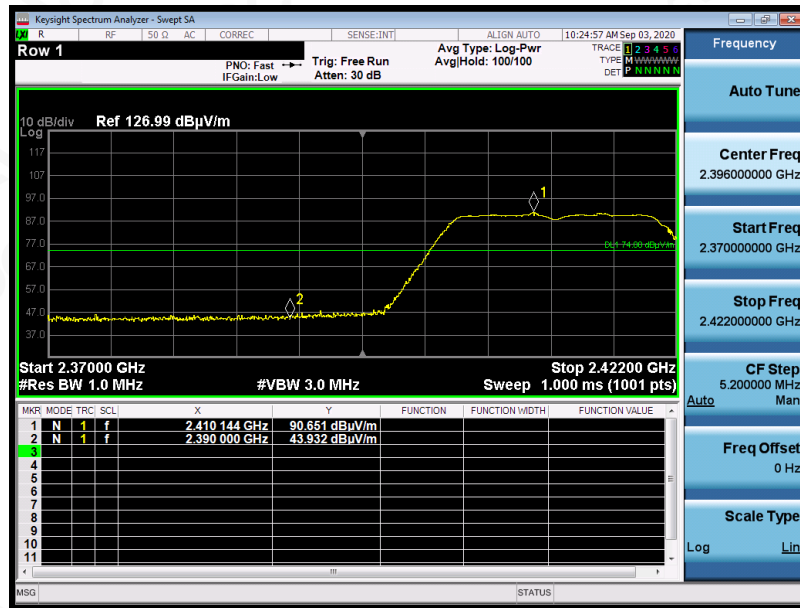 Keysight Spectrum Analyzer - Swept SA
LXI R RF 50 Ω AC CORREC SENSE:INT ALIGN AUTO 10:24:57 AM Sep 03, 2020
Row 1
PNO: Fast
IFGain:Low
Trig: Free Run
Atten: 30 dB
Avg Type: Log-Pwr
Avg|Hold: 100/100
TRACE 1 2 3 4 5 6
TYPE M W W W W W
DET P N N N N N
10 dB/div Ref 126.99 dBµV/m
Log
117
107
97.0
87.0
77.0
67.0
57.0
47.0
37.0
1
2
DL1 74.00 dBµV/m
Start 2.37000 GHz Stop 2.42200 GHz
#Res BW 1.0 MHz #VBW 3.0 MHz Sweep 1.000 ms (1001 pts)
MKR MODE TRC SCL X Y FUNCTION FUNCTION WIDTH FUNCTION VALUE
1 N 1 f 2.410 144 GHz 90.651 dBµV/m
2 N 1 f 2.390 000 GHz 43.932 dBµV/m
3
4
5
6
7
8
9
10
11
MSG STATUS
Frequency
Auto Tune
Center Freq
2.396000000 GHz
Start Freq
2.370000000 GHz
Stop Freq
2.422000000 GHz
CF Step
5.200000 MHz
Auto Man
Freq Offset
0 Hz
Scale Type
Log Lin